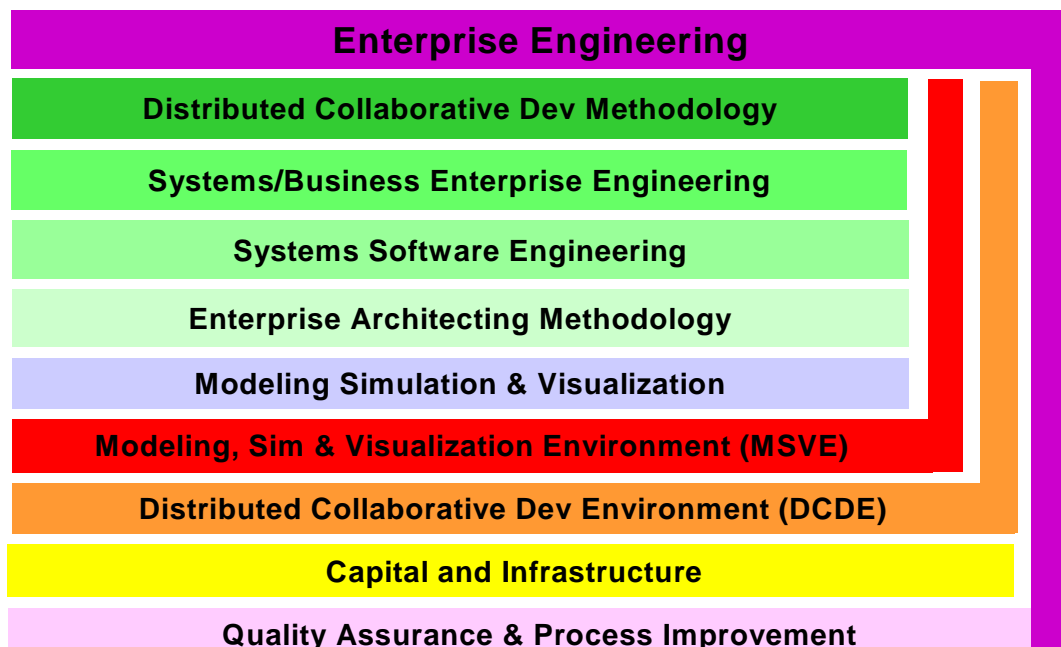 Enterprise Engineering
Distributed Collaborative Dev Methodology
Systems/Business Enterprise Engineering
Systems Software Engineering
Enterprise Architecting Methodology
Modeling Simulation & Visualization
Modeling, Sim & Visualization Environment (MSVE)
Distributed Collaborative Dev Environment (DCDE)
Capital and Infrastructure
Quality Assurance & Process Improvement